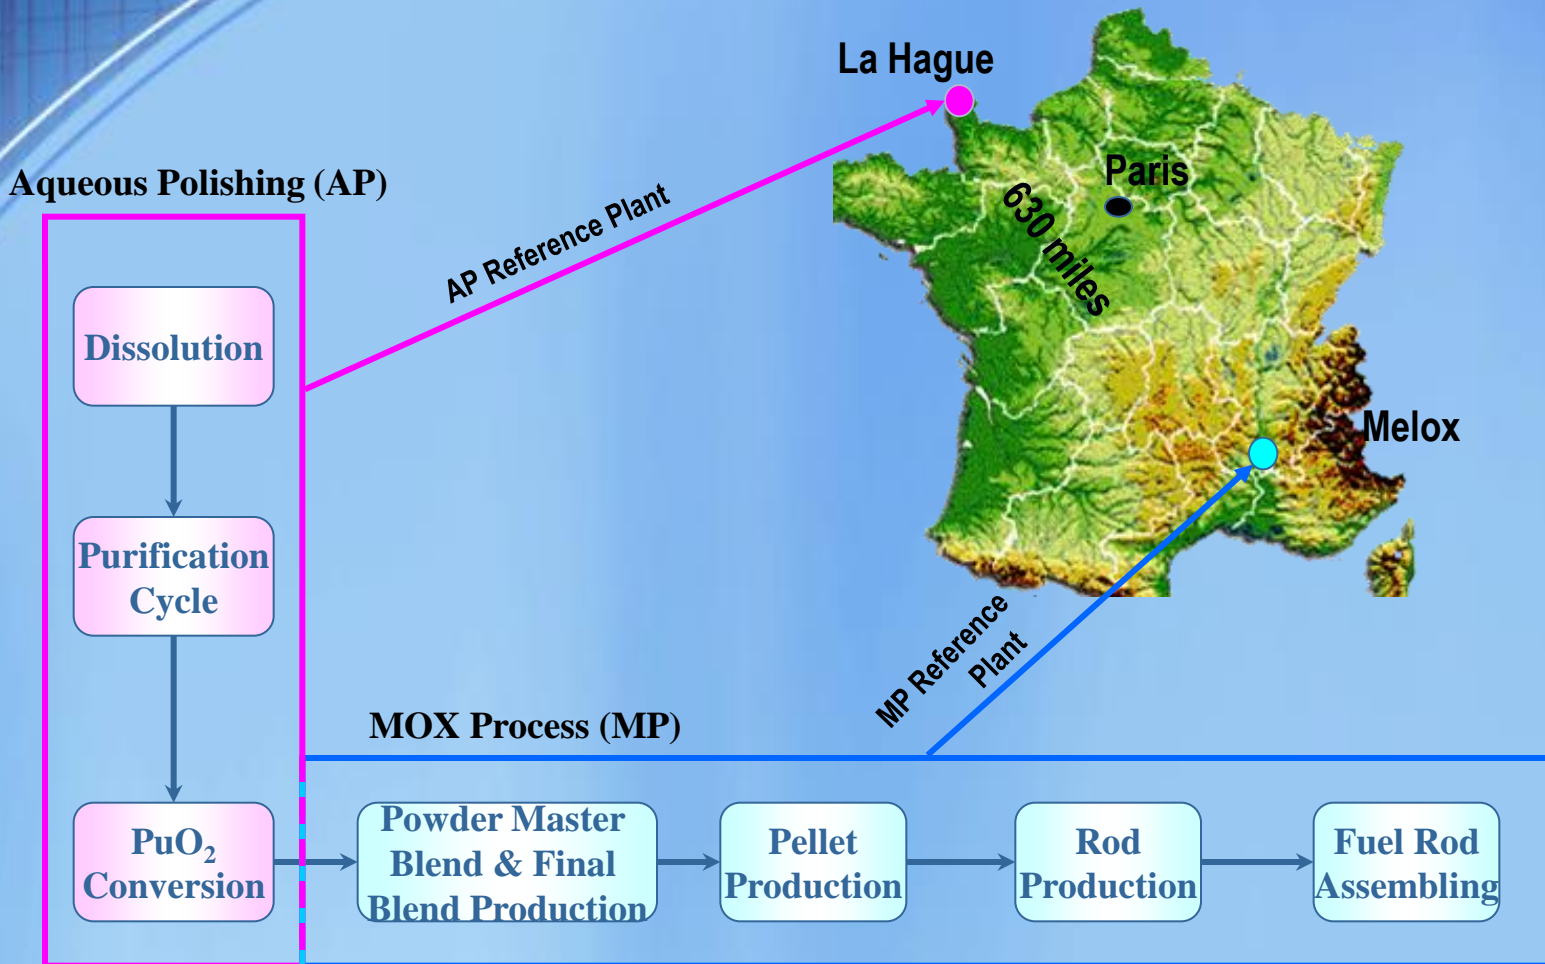 La Hague
Paris
630 miles
Melox
Aqueous Polishing (AP)
AP Reference Plant
Dissolution
Purification
Cycle
PuO₂
Conversion
MOX Process (MP)
MP Reference
Plant
Powder Master
Blend & Final
Blend Production
Pellet
Production
Rod
Production
Fuel Rod
Assembling